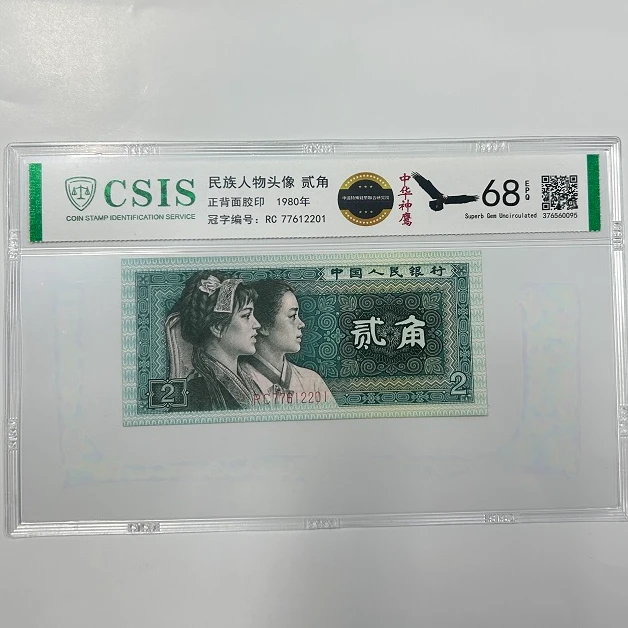 CSIS
COIN STAMP IDENTIFICATION SERVICE
民族人物头像 贰角
正背面胶印 1980年
冠字编号: RC 77612201
中华神鹰
68 EPQ
Superb Gem Uncirculated 376560095
中国人民银行
贰角
2
RC77612201
2